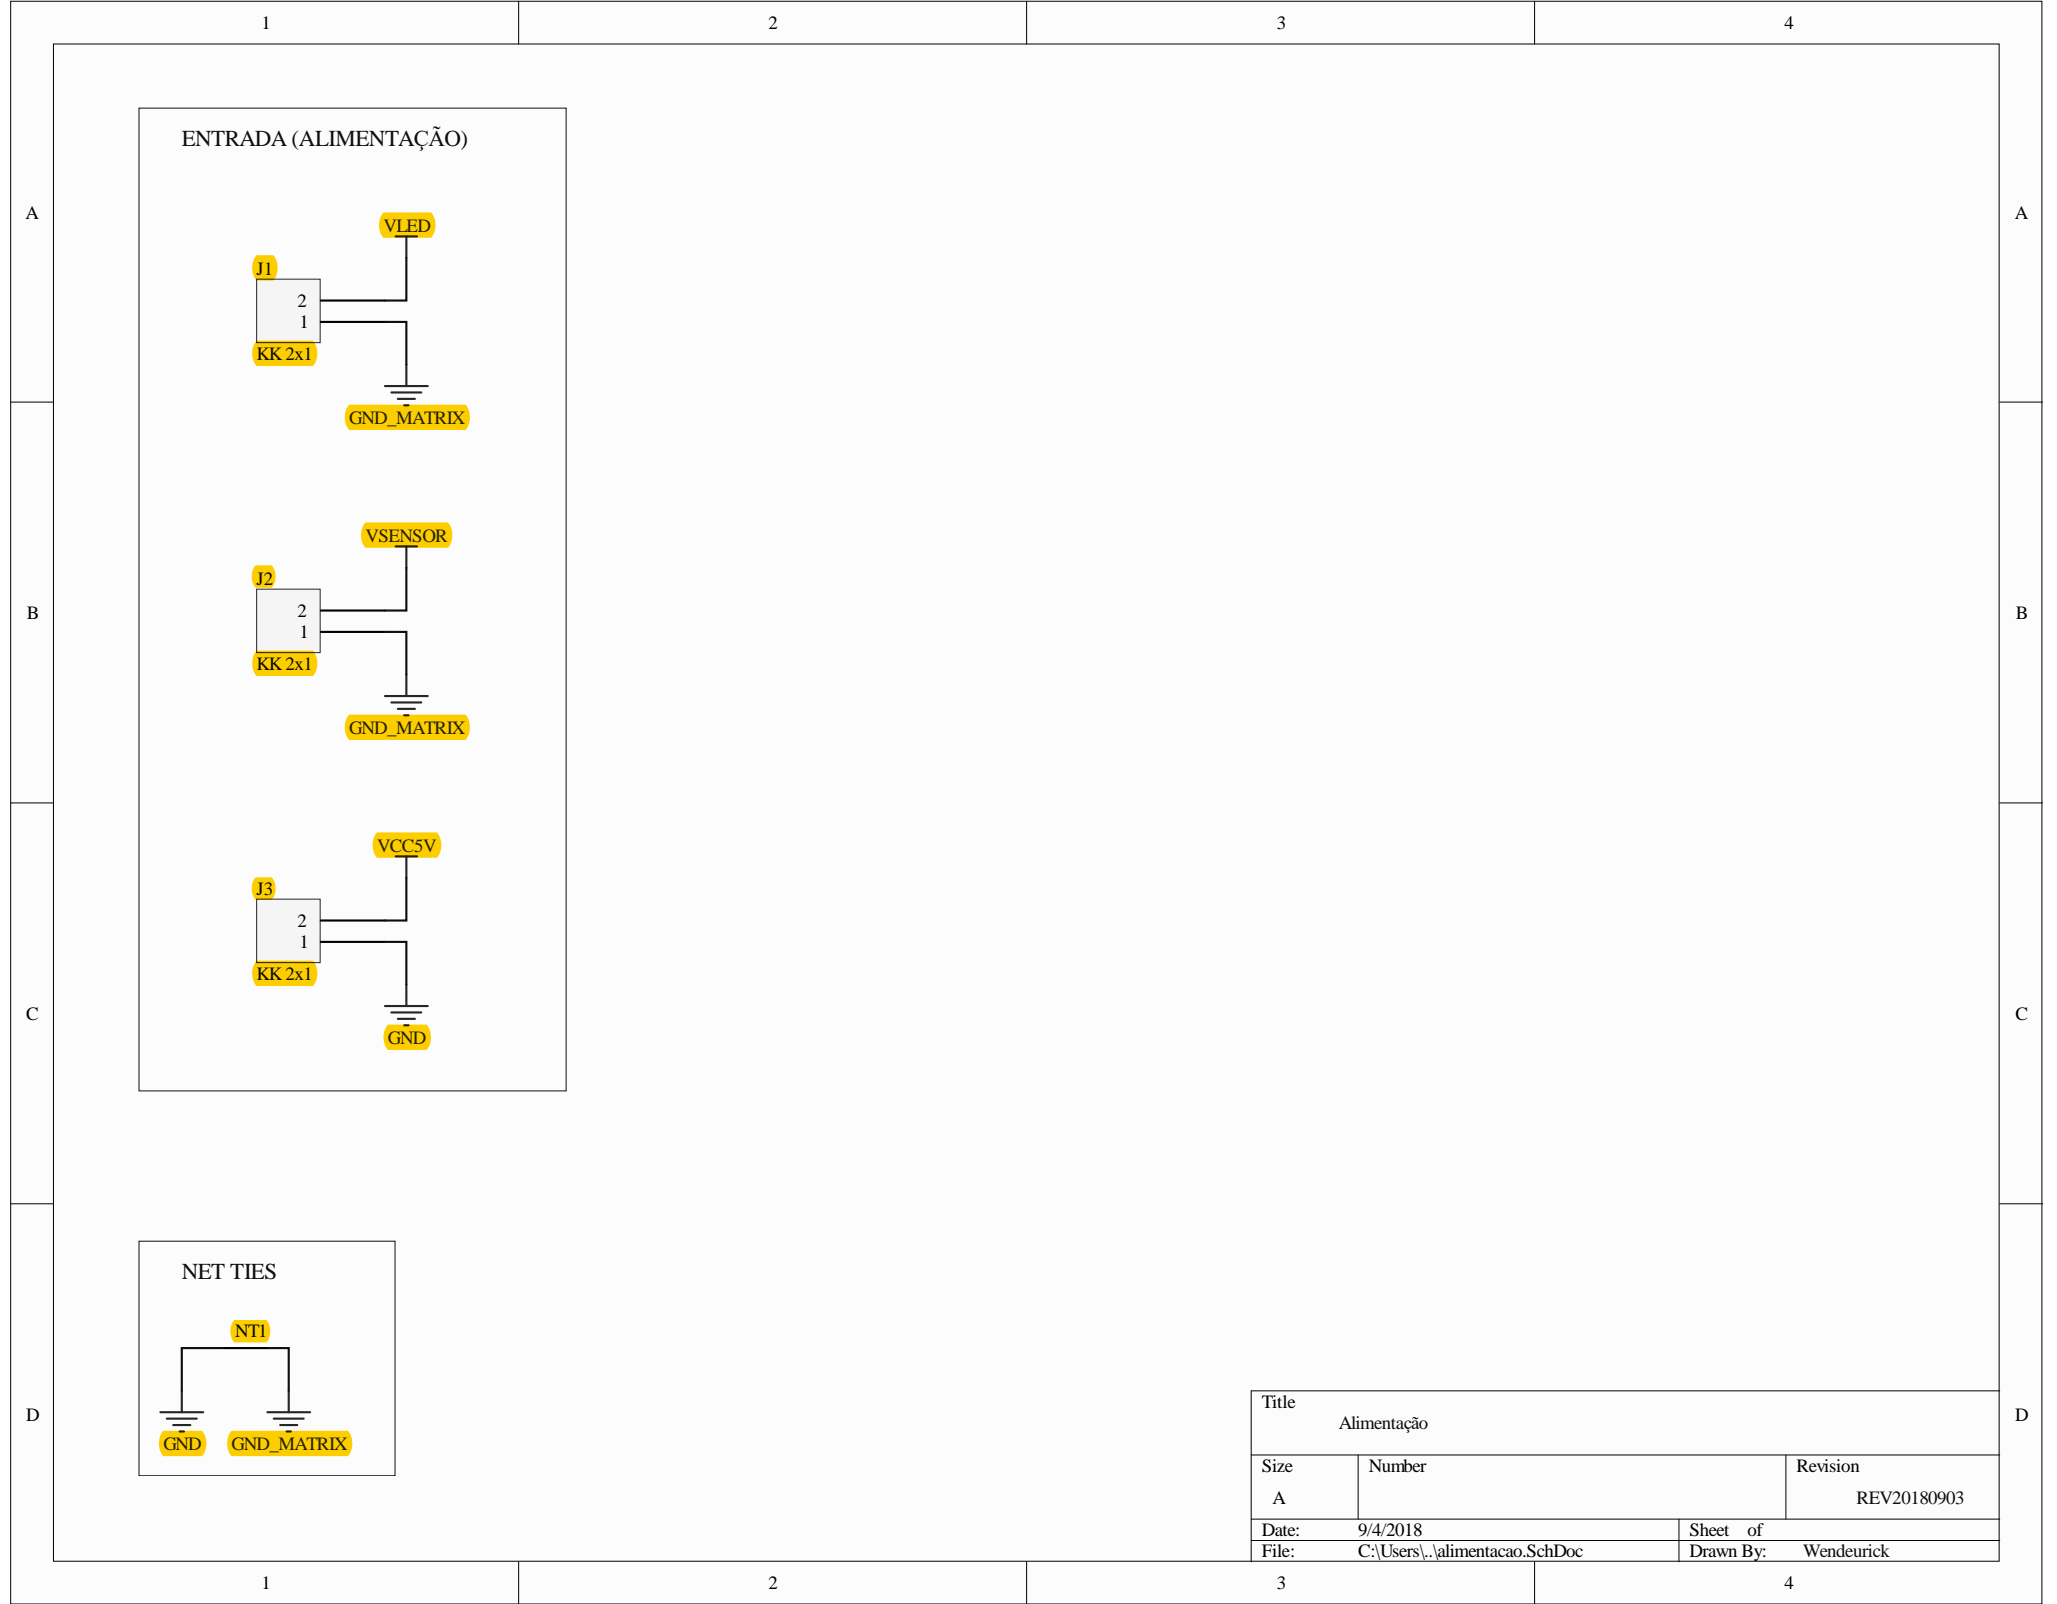 1 2 3 4
ENTRADA (ALIMENTAÇÃO)
A A
VLED
J1
2
1
KK 2x1
GND_MATRIX
VSENSOR
J2
B B
2
1
KK 2x1
GND_MATRIX
VCC5V
J3
2
1
KK 2x1
C C
GND
NET TIES
NT1
GND GND_MATRIX
D D
Title
Alimentação
Size Number Revision
A REV20180903
Date: 9/4/2018 Sheet of
File: C:\Users\..\alimentacao.SchDoc Drawn By: Wendeurick
1 2 3 4